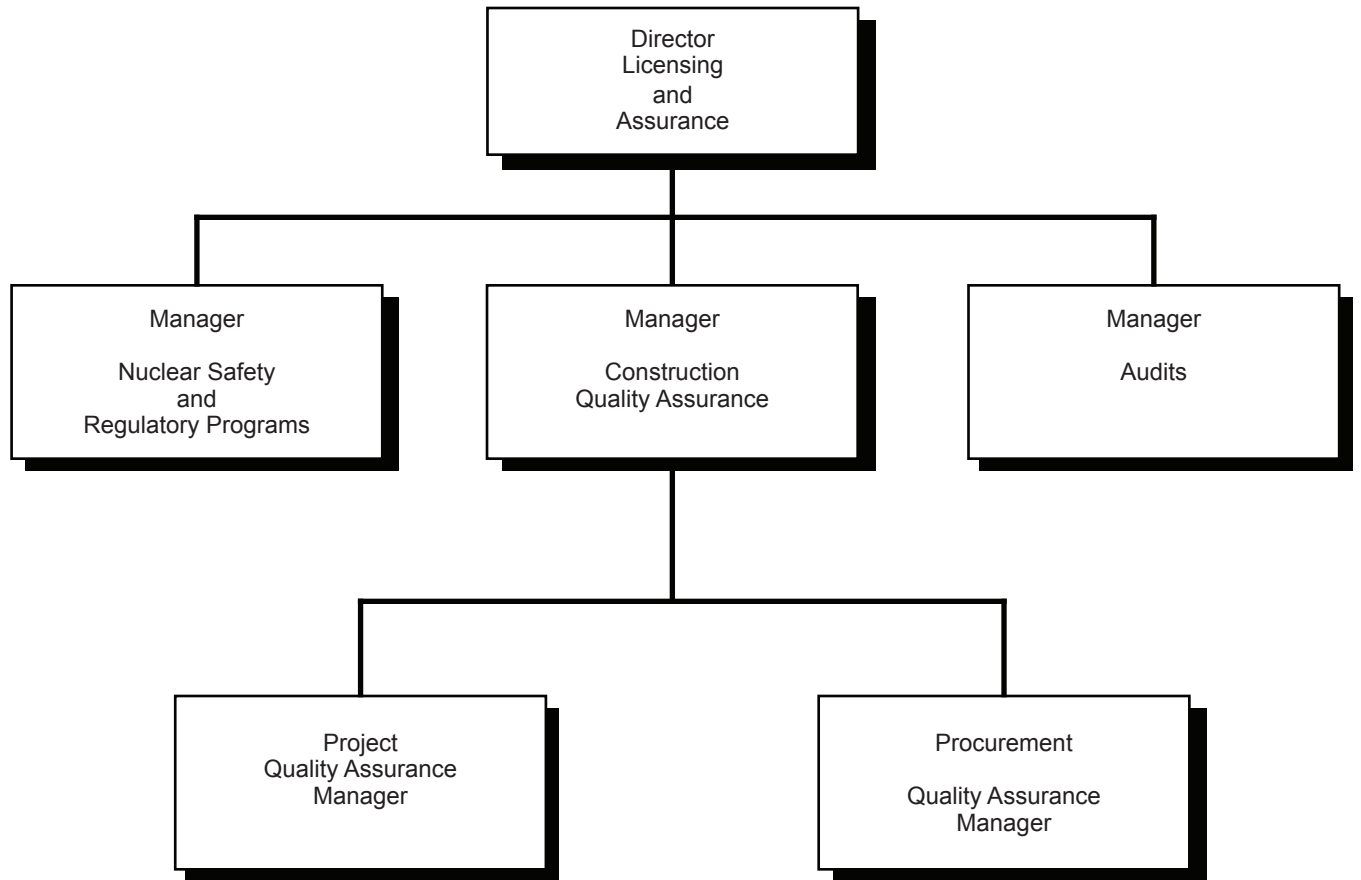 Director
Licensing
and
Assurance
Manager
Nuclear Safety
and
Regulatory Programs
Manager
Construction
Quality Assurance
Manager
Audits
Project
Quality Assurance
Manager
Procurement
Quality Assurance
Manager